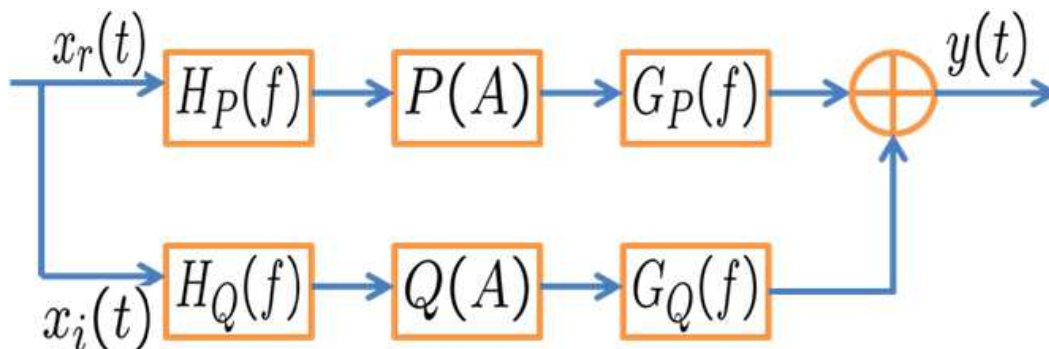 x_r(t) y(t)
H_P(f) P(A) G_P(f)
H_Q(f) Q(A) G_Q(f)
x_i(t)